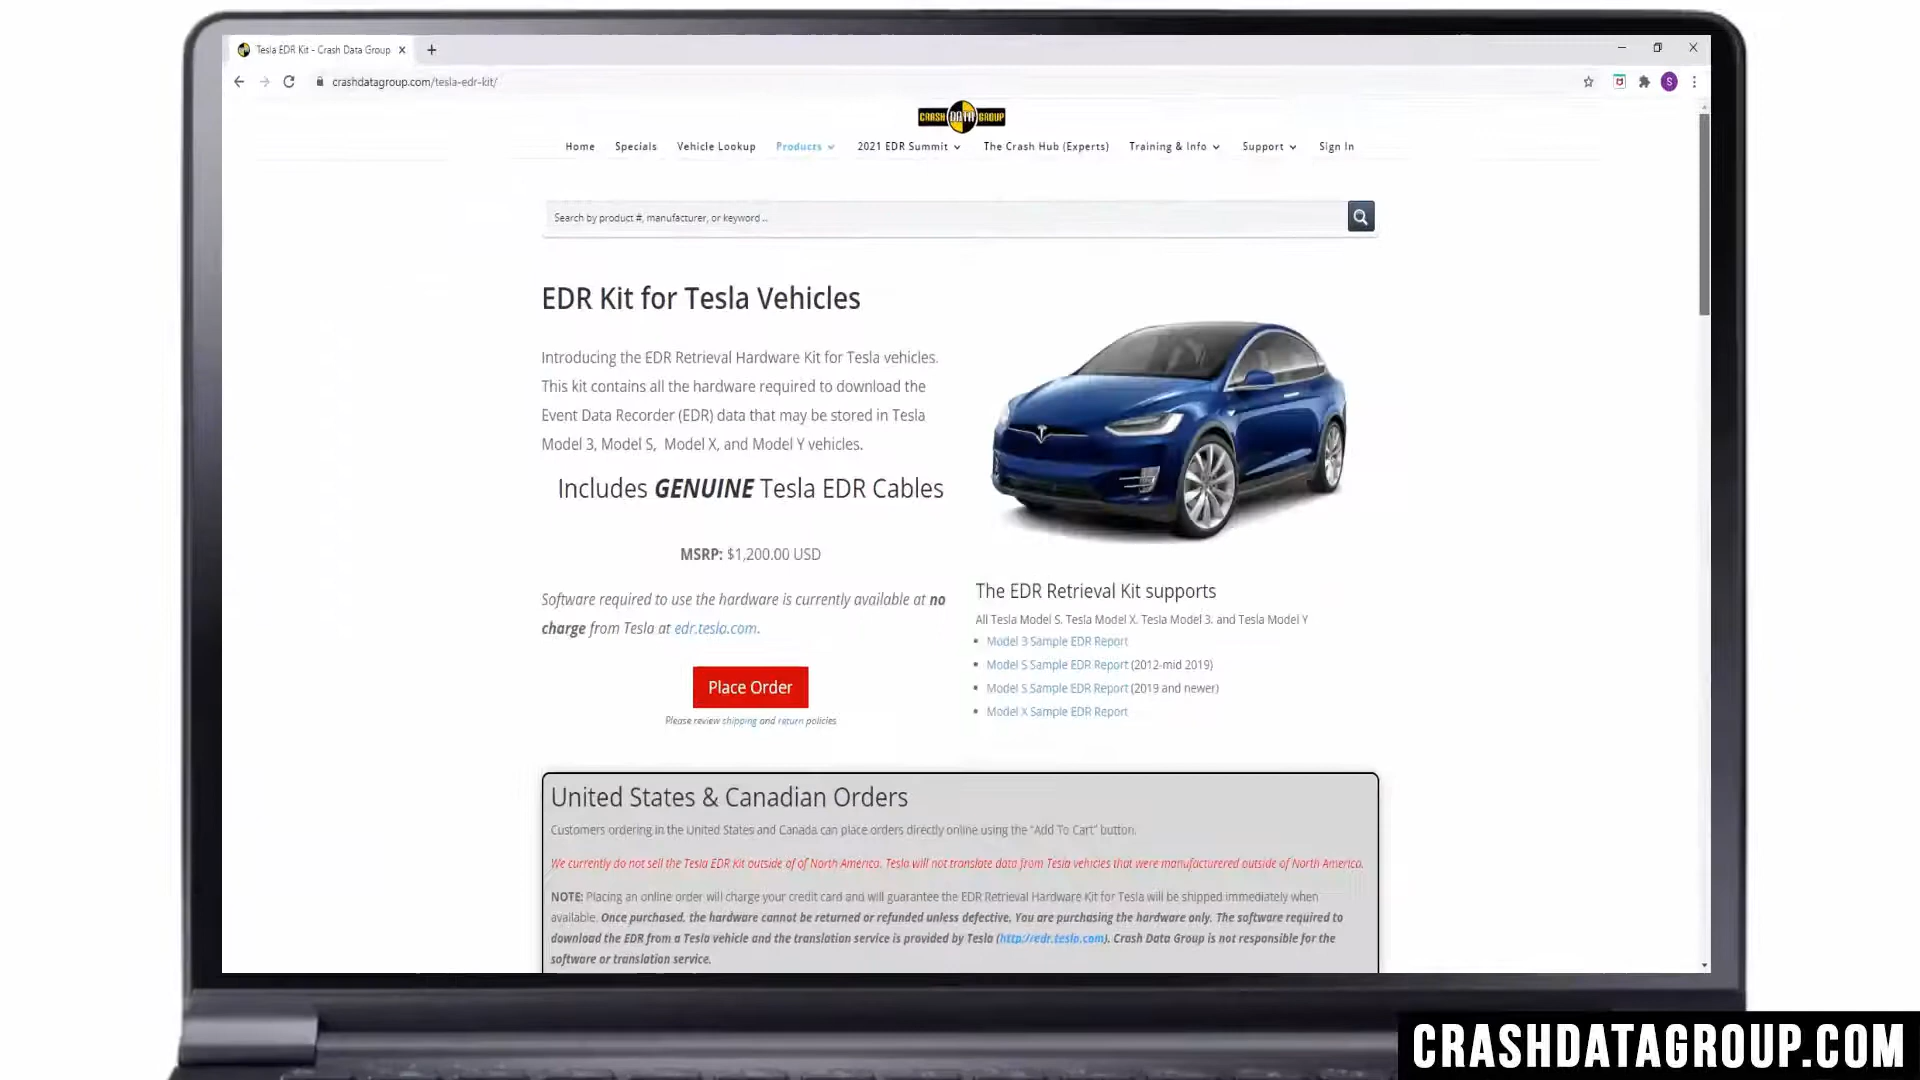 Tesla EDR Kit - Crash Data Group
crashdatagroup.com/tesla-edr-kit/
S
CRASH DATA GROUP
Home Specials Vehicle Lookup Products 2021 EDR Summit The Crash Hub (Experts) Training & Info Support Sign In
Search by product #, manufacturer, or keyword ...
EDR Kit for Tesla Vehicles
Introducing the EDR Retrieval Hardware Kit for Tesla vehicles.
This kit contains all the hardware required to download the
Event Data Recorder (EDR) data that may be stored in Tesla
Model 3, Model S, Model X, and Model Y vehicles.
Includes GENUINE Tesla EDR Cables
MSRP: $1,200.00 USD
Software required to use the hardware is currently available at no
charge from Tesla at edr.tesla.com.
Place Order
Please review shipping and return policies.
The EDR Retrieval Kit supports
All Tesla Model S, Tesla Model X, Tesla Model 3, and Tesla Model Y
Model 3 Sample EDR Report
Model S Sample EDR Report (2012-mid 2019)
Model S Sample EDR Report (2019 and newer)
Model X Sample EDR Report
United States & Canadian Orders
Customers ordering in the United States and Canada can place orders directly online using the "Add To Cart" button.
We currently do not sell the Tesla EDR Kit outside of of North America. Tesla will not translate data from Tesla vehicles that were manufacturered outside of North America.
NOTE: Placing an online order will charge your credit card and will guarantee the EDR Retrieval Hardware Kit for Tesla will be shipped immediately when
available. Once purchased, the hardware cannot be returned or refunded unless defective. You are purchasing the hardware only. The software required to
download the EDR from a Tesla vehicle and the translation service is provided by Tesla (http://edr.tesla.com). Crash Data Group is not responsible for the
software or translation service.
CRASHDATAGROUP.COM